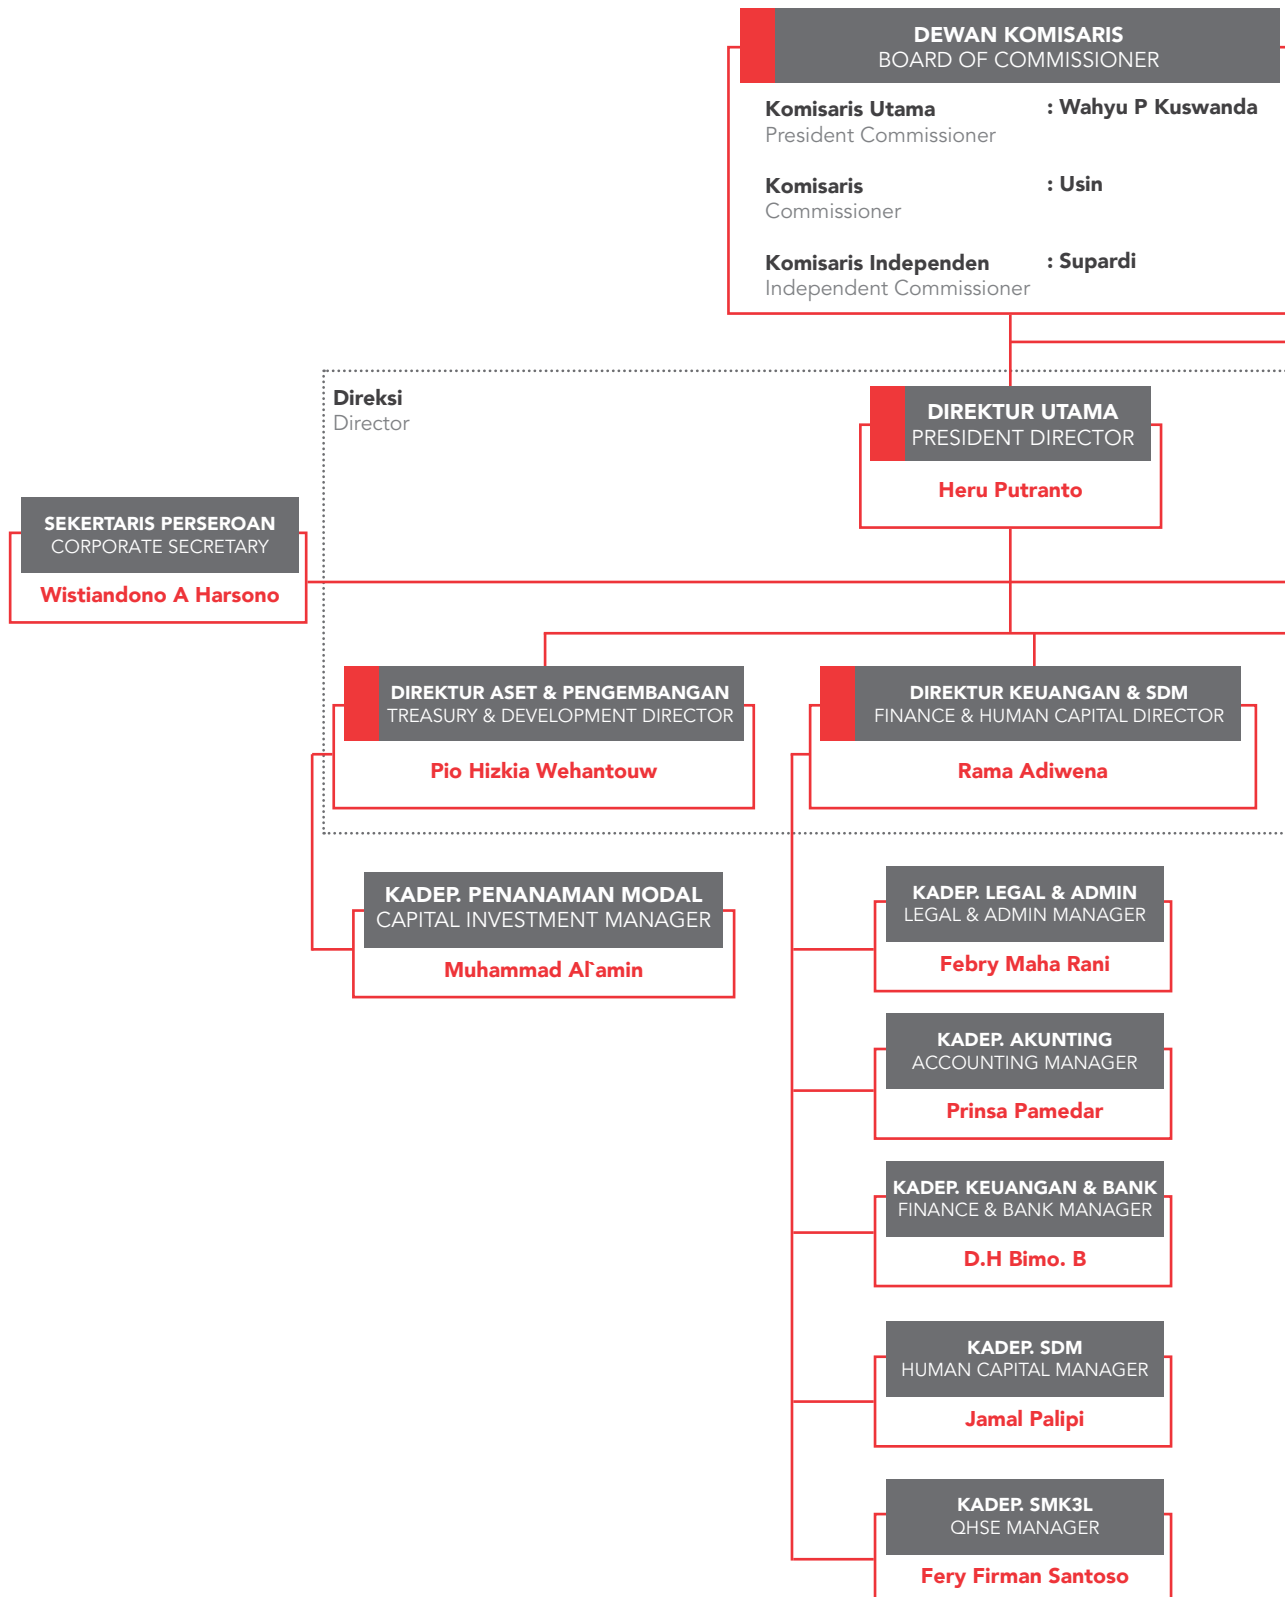 DEWAN KOMISARIS
BOARD OF COMMISSIONER
Komisaris Utama : Wahyu P Kuswanda
President Commissioner
Komisaris : Usin
Commissioner
Komisaris Independen : Supardi
Independent Commissioner
Direksi
Director
DIREKTUR UTAMA
PRESIDENT DIRECTOR
Heru Putranto
SEKERTARIS PERSEROAN
CORPORATE SECRETARY
Wistiandono A Harsono
DIREKTUR ASET & PENGEMBANGAN
TREASURY & DEVELOPMENT DIRECTOR
Pio Hizkia Wehantouw
DIREKTUR KEUANGAN & SDM
FINANCE & HUMAN CAPITAL DIRECTOR
Rama Adiwena
KADEP. PENANAMAN MODAL
CAPITAL INVESTMENT MANAGER
Muhammad Al`amin
KADEP. LEGAL & ADMIN
LEGAL & ADMIN MANAGER
Febry Maha Rani
KADEP. AKUNTING
ACCOUNTING MANAGER
Prinsa Pamedar
KADEP. KEUANGAN & BANK
FINANCE & BANK MANAGER
D.H Bimo. B
KADEP. SDM
HUMAN CAPITAL MANAGER
Jamal Palipi
KADEP. SMK3L
QHSE MANAGER
Fery Firman Santoso